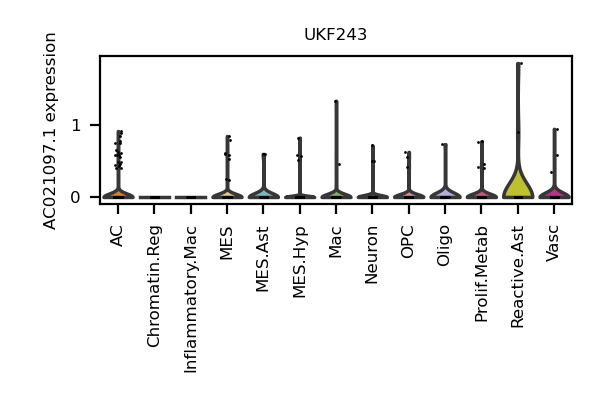 UKF243
AC021097.1 expression
1
0
AC
Chromatin.Reg
Inflammatory.Mac
MES
MES.Ast
MES.Hyp
Mac
Neuron
OPC
Oligo
Prolif.Metab
Reactive.Ast
Vasc